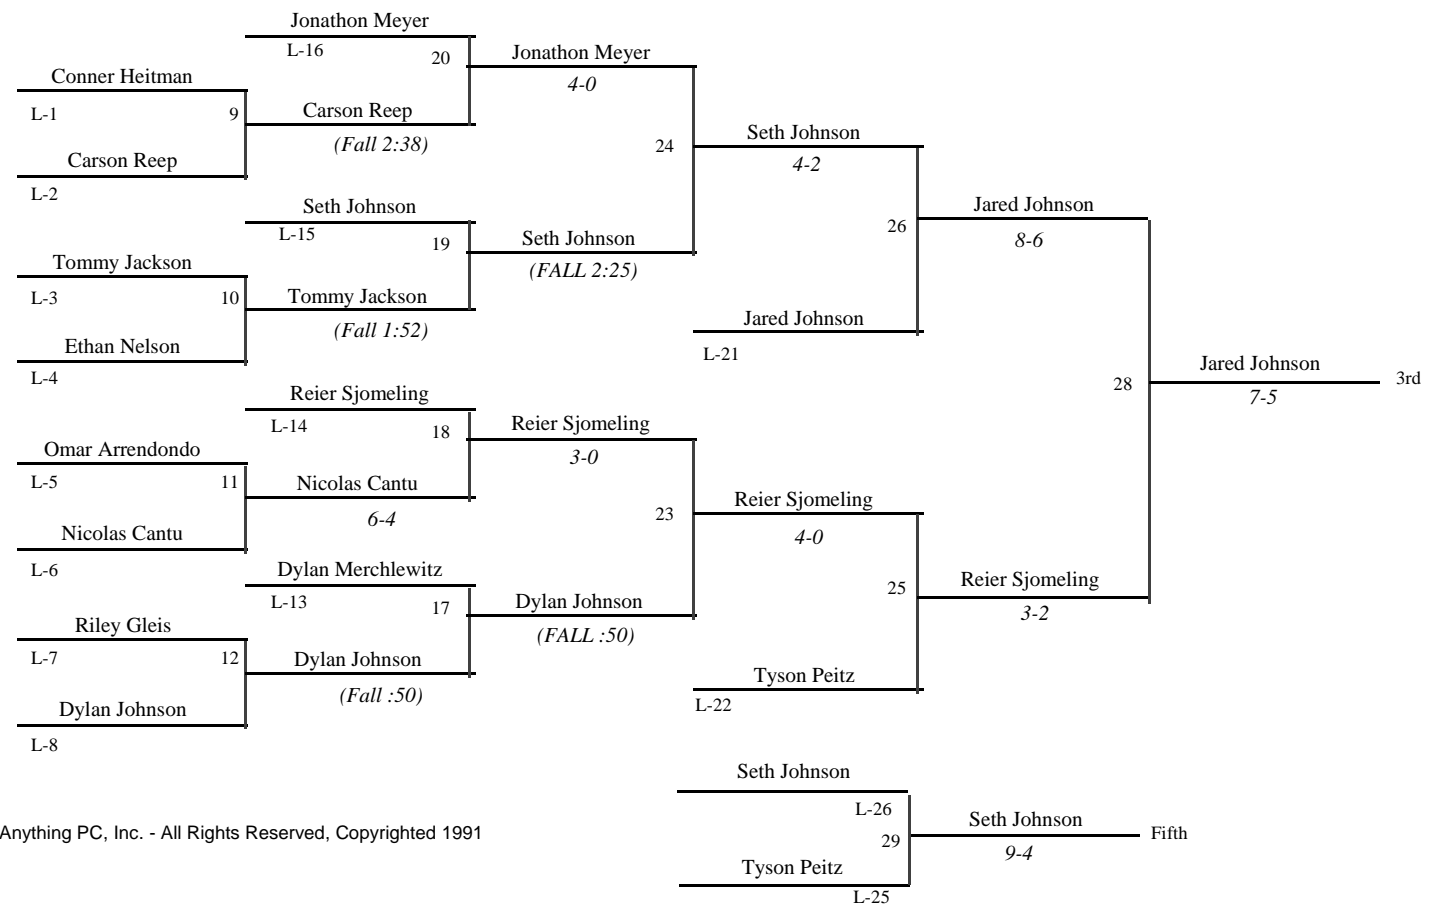 Jonathon Meyer
L-16
20
Jonathon Meyer
4-0
Conner Heitman
L-1
9
Carson Reep
(Fall 2:38)
Carson Reep
L-2
24
Seth Johnson
4-2
Seth Johnson
L-15
19
Seth Johnson
(FALL 2:25)
Tommy Jackson
L-3
10
Tommy Jackson
(Fall 1:52)
Ethan Nelson
L-4
26
Jared Johnson
8-6
Jared Johnson
L-21
28
Jared Johnson
7-5
3rd
Reier Sjomeling
L-14
18
Reier Sjomeling
3-0
Omar Arrendondo
L-5
11
Nicolas Cantu
6-4
Nicolas Cantu
L-6
23
Reier Sjomeling
4-0
Dylan Merchlewitz
L-13
17
Dylan Johnson
(FALL :50)
25
Reier Sjomeling
3-2
Riley Gleis
L-7
12
Dylan Johnson
(Fall :50)
Dylan Johnson
L-8
Tyson Peitz
L-22
Seth Johnson
L-26
29
Seth Johnson
9-4
Fifth
Tyson Peitz
L-25
Anything PC, Inc. - All Rights Reserved, Copyrighted 1991